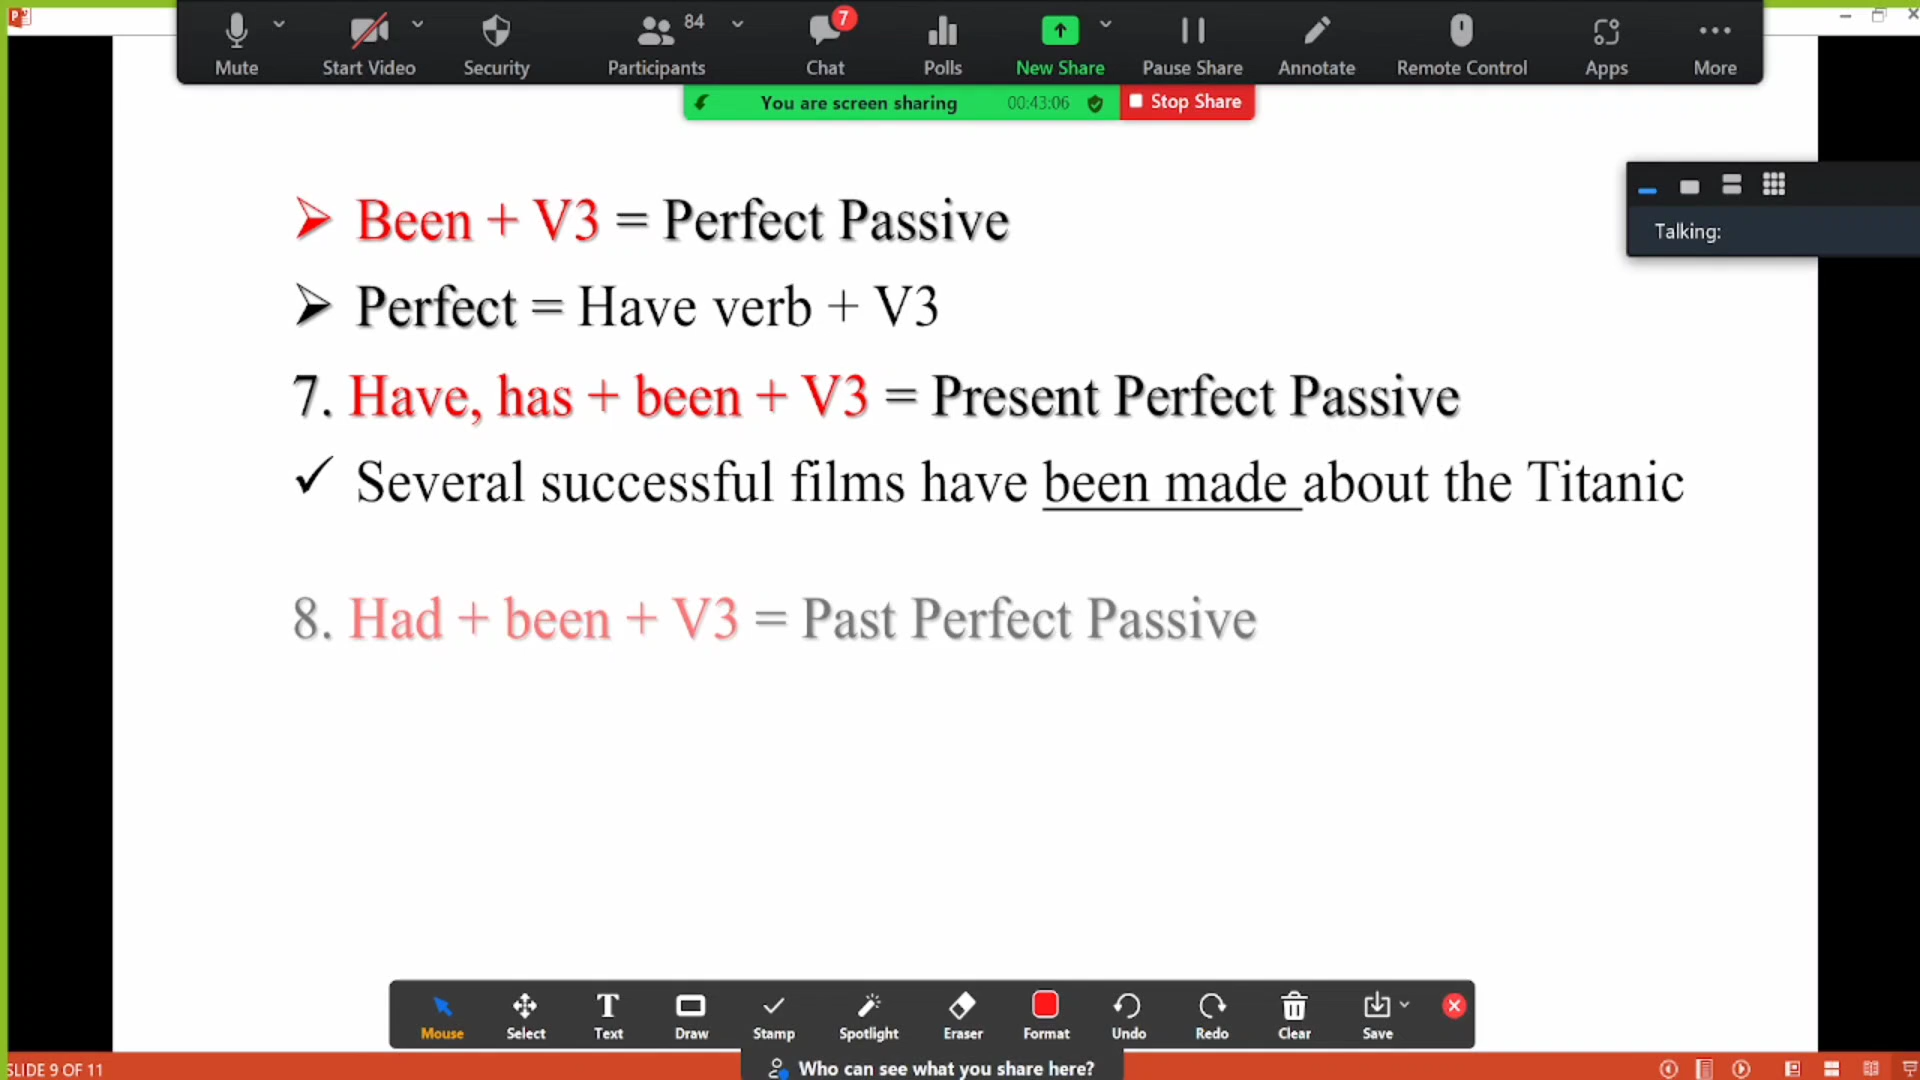 84
7
Mute
Start Video
Security
Participants
Chat
Polls
New Share
Pause Share
Annotate
Remote Control
Apps
More
You are screen sharing
00:43:06
Stop Share
Talking:
Been + V3 = Perfect Passive
Perfect = Have verb + V3
7. Have, has + been + V3 = Present Perfect Passive
Several successful films have been made about the Titanic
8. Had + been + V3 = Past Perfect Passive
Mouse
Select
Text
Draw
Stamp
Spotlight
Eraser
Format
Undo
Redo
Clear
Save
Who can see what you share here?
SLIDE 9 OF 11